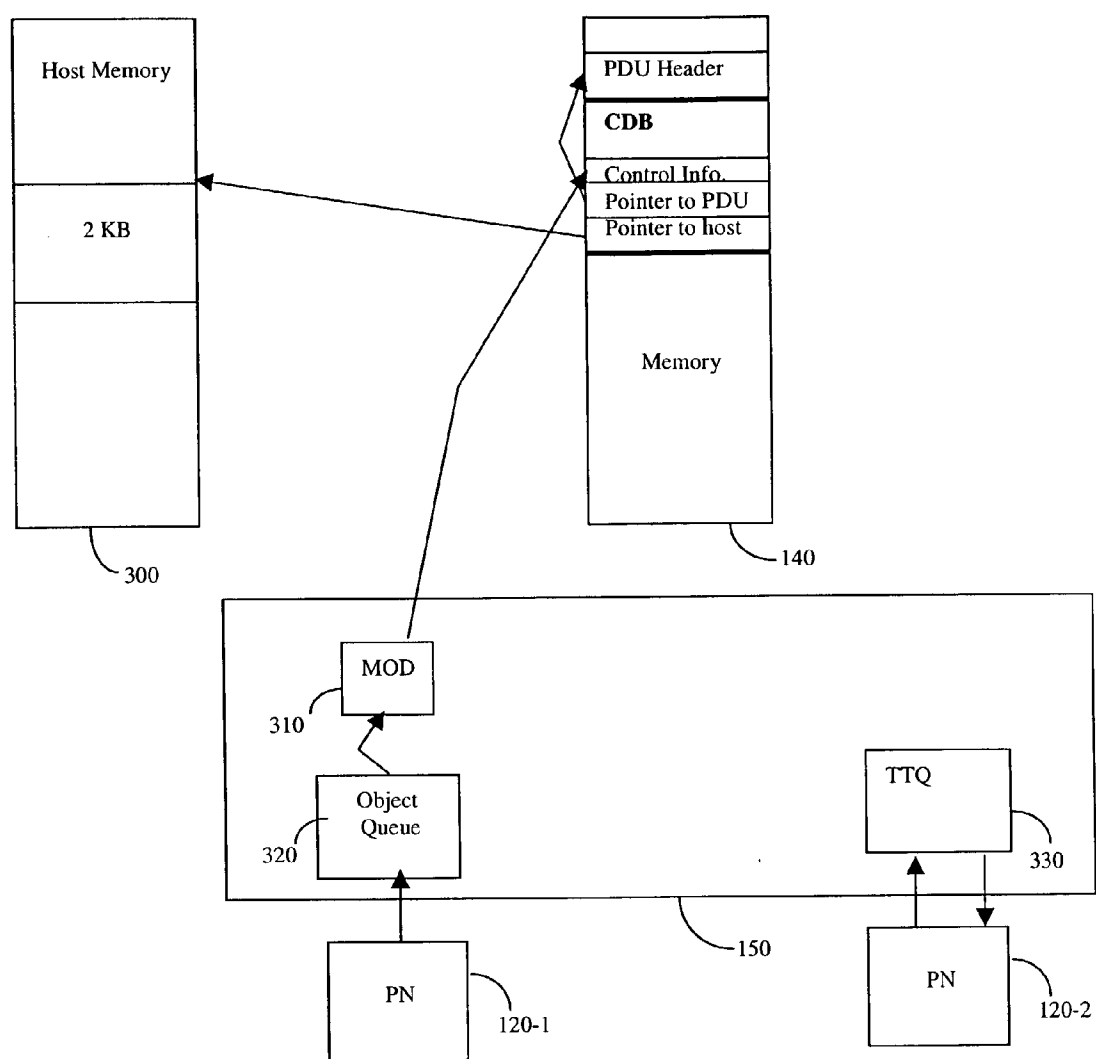 Host Memory
2 KB
300
PDU Header
CDB
Control Info.
Pointer to PDU
Pointer to host
Memory
140
MOD
310
Object
Queue
320
TTQ
330
150
PN
120-1
PN
120-2